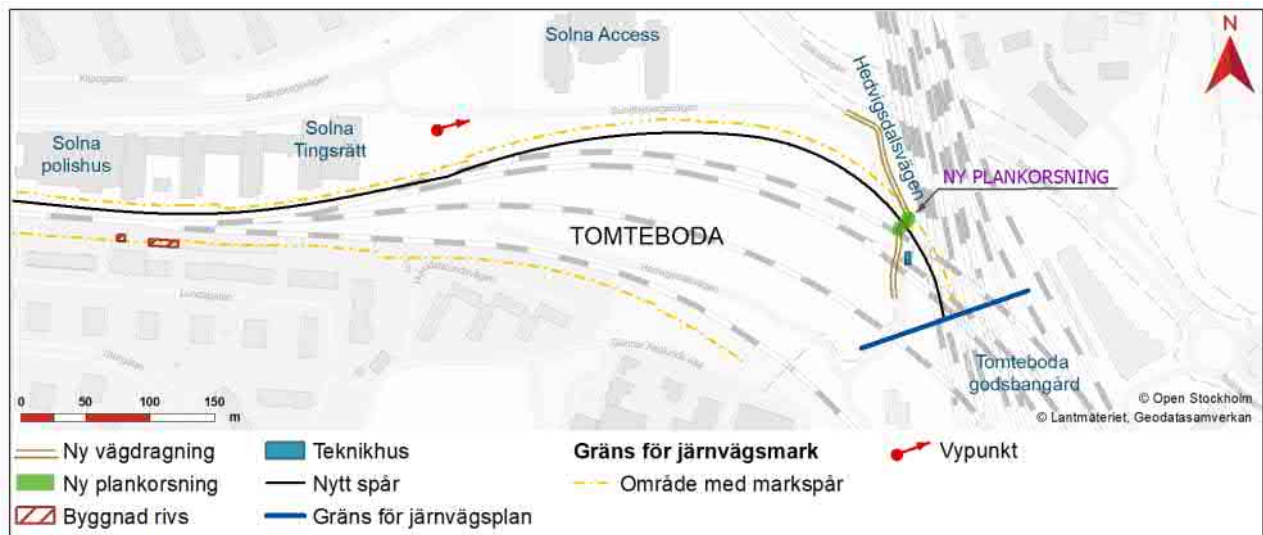 Solna Access
N
Hedvigsdalsvägen
Sundbybergsvägen
Sundbybergsvägen
Solna
polishus
Solna
Tingsrätt
NY PLANKORSNING
TOMTEBODA
Tomteboda
godsbangård
0 50 100 150
m
© Open Stockholm
© Lantmäteriet, Geodatasamverkan
Ny vägdragning
Teknikhus
Gräns för järnvägsmark
Vypunkt
Ny plankorsning
Nytt spår
Område med markspår
Byggnad rivs
Gräns för järnvägsplan